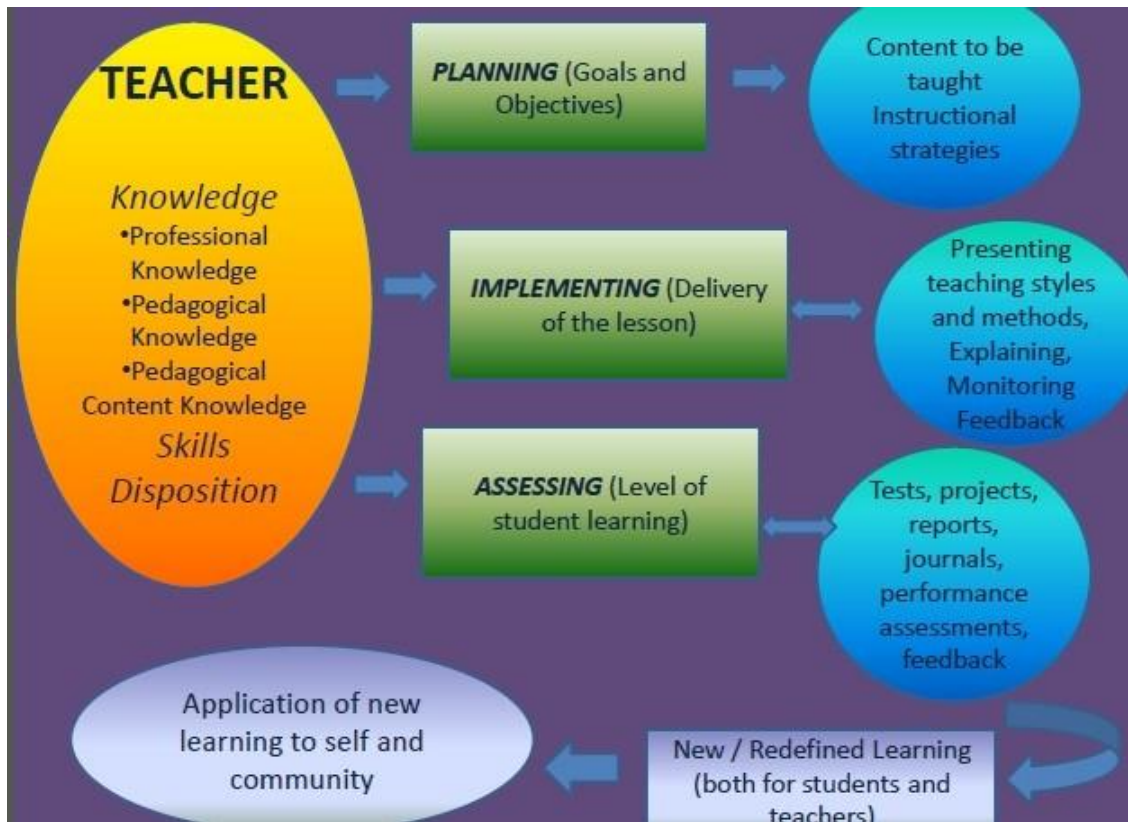 TEACHER
Knowledge
•Professional
Knowledge
•Pedagogical
Knowledge
•Pedagogical
Content Knowledge
Skills
Disposition
PLANNING (Goals and
Objectives)
Content to be
taught
Instructional
strategies
IMPLEMENTING (Delivery
of the lesson)
Presenting
teaching styles
and methods,
Explaining,
Monitoring
Feedback
ASSESSING (Level of
student learning)
Tests, projects,
reports,
journals,
performance
assessments,
feedback
New / Redefined Learning
(both for students and
teachers)
Application of new
learning to self and
community